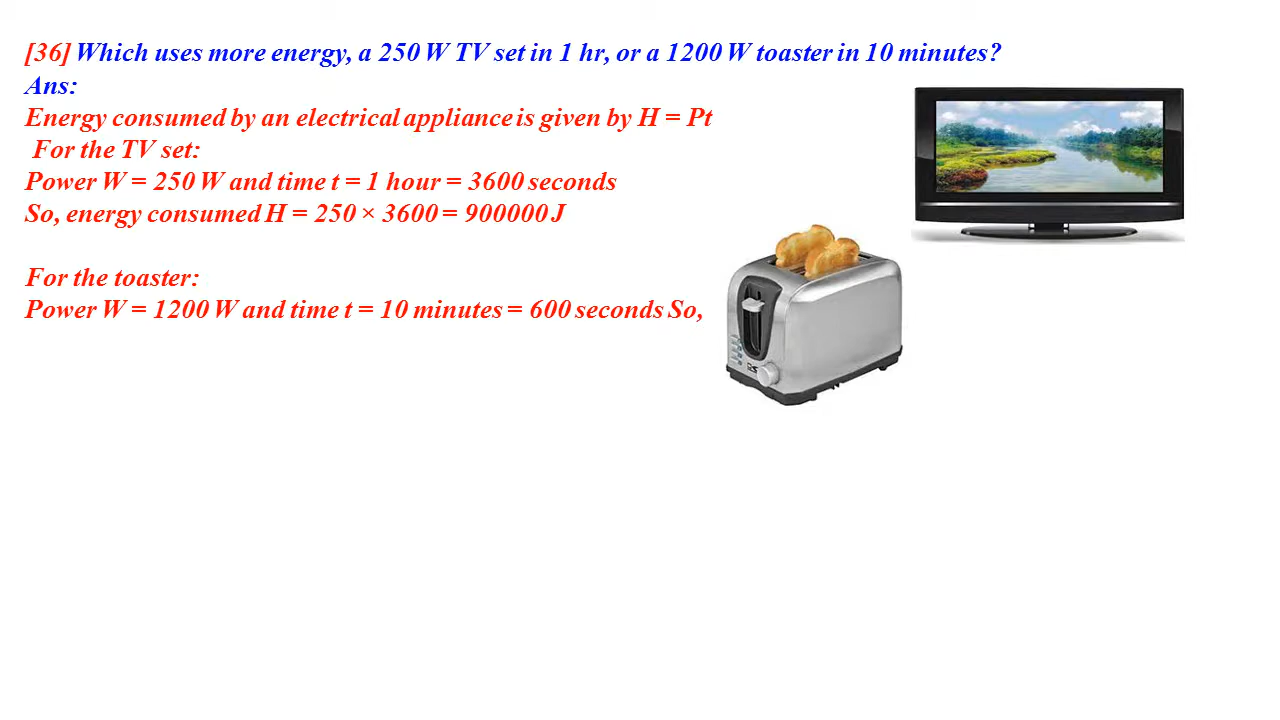 [36] Which uses more energy, a 250 W TV set in 1 hr, or a 1200 W toaster in 10 minutes?
Ans:
Energy consumed by an electrical appliance is given by H = Pt
For the TV set:
Power W = 250 W and time t = 1 hour = 3600 seconds
So, energy consumed H = 250 × 3600 = 900000 J
For the toaster:
Power W = 1200 W and time t = 10 minutes = 600 seconds So,